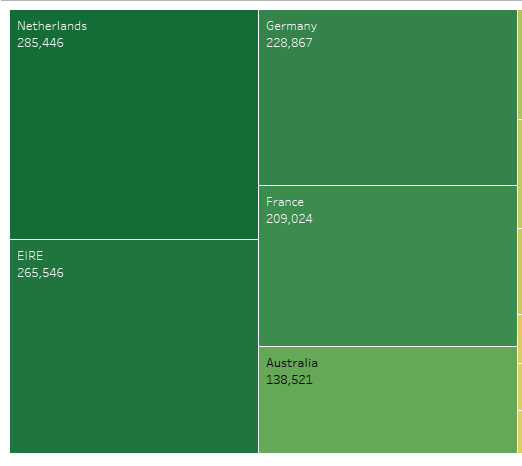 Netherlands
285,446
Germany
228,867
France
209,024
EIRE
265,546
Australia
138,521